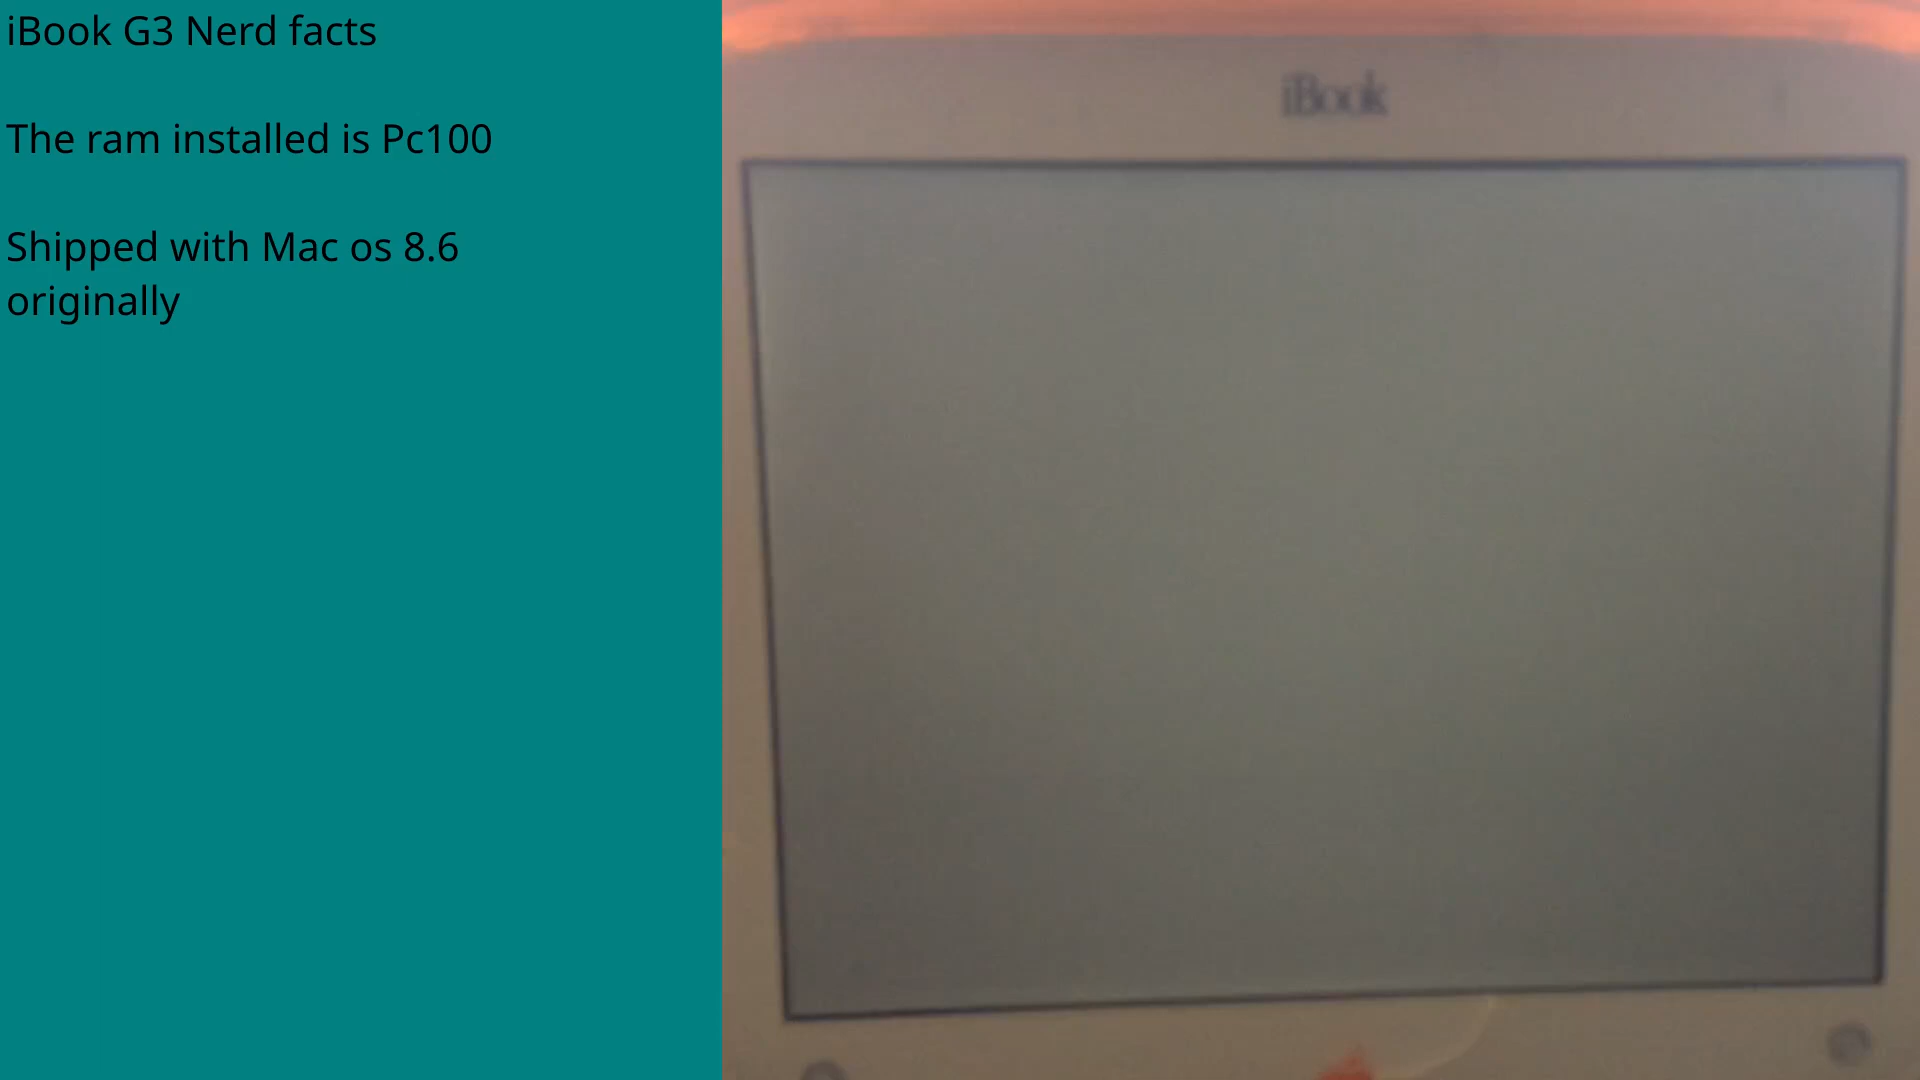 iBook G3 Nerd facts
The ram installed is Pc100
Shipped with Mac os 8.6
originally
iBook